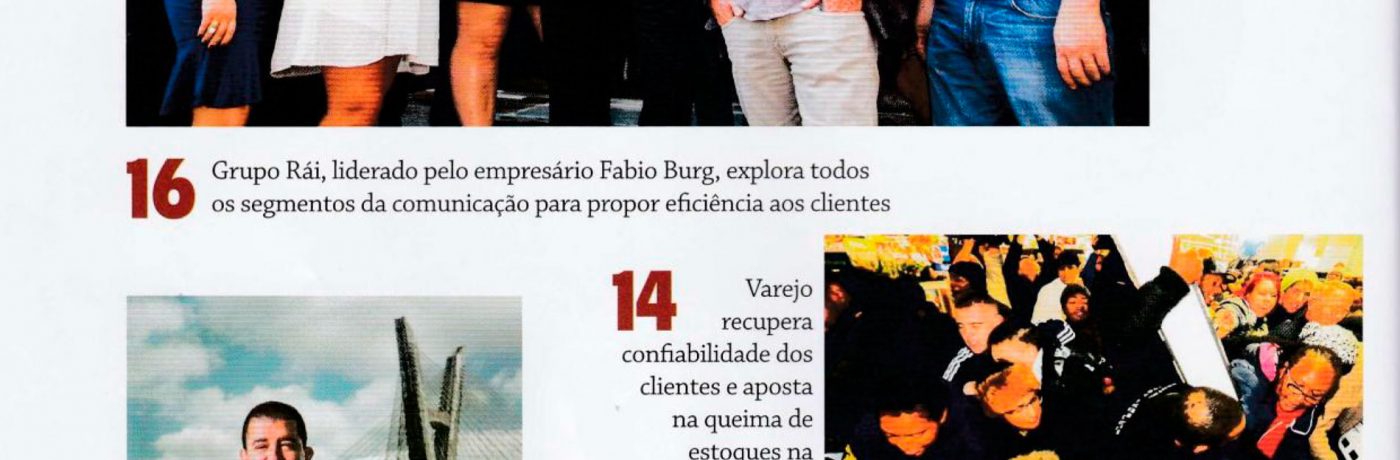 16
Grupo Rái, liderado pelo empresário Fabio Burg, explora todos
os segmentos da comunicação para propor eficiência aos clientes
14
Varejo
recupera
confiabilidade dos
clientes e aposta
na queima de
estoques na